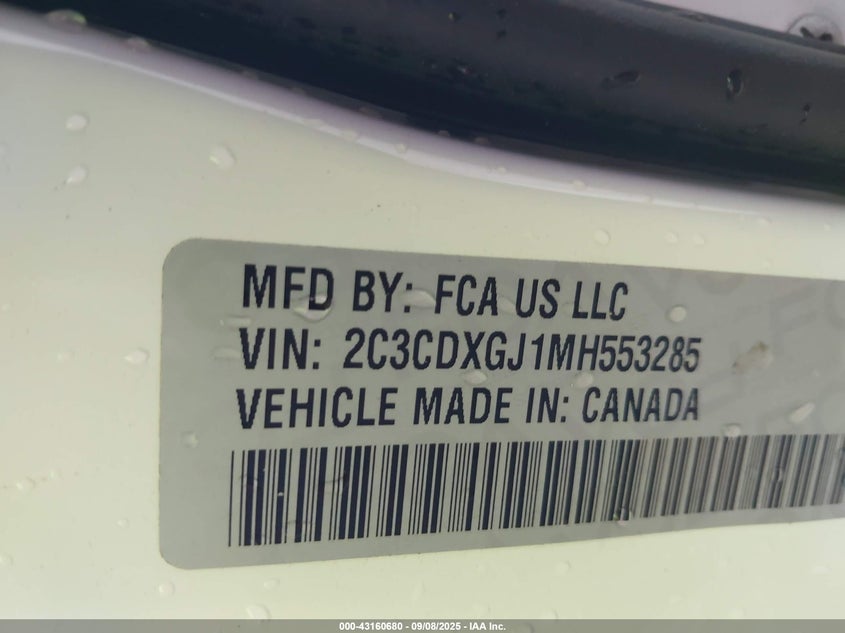 MFD BY: FCA US LLC
VIN: 2C3CDXGJ1MH553285
VEHICLE MADE IN: CANADA
000-43160680 - 09/08/2025 - IAA Inc.